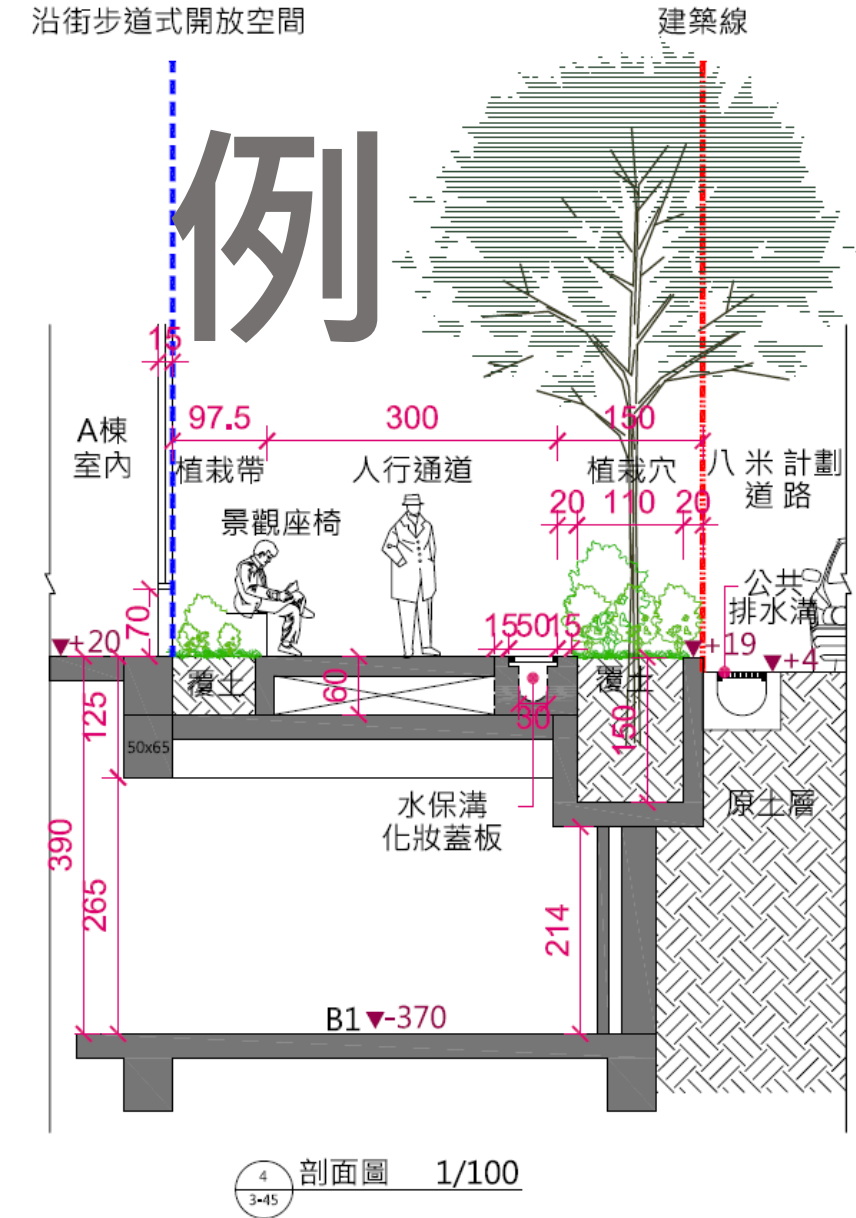 沿街步道式開放空間
建築線
例
15
97.5
300
150
A棟
室內
植栽帶
人行通道
植栽穴
八米計劃
道路
20
110
20
景觀座椅
公共
排水溝
70
15
50
15
▼+20
▼+19
▼+4
覆土
60
30
覆土
150
125
50x65
水保溝
化妝蓋板
原土層
390
265
214
B1▼-370
4
3-45
剖面圖 1/100